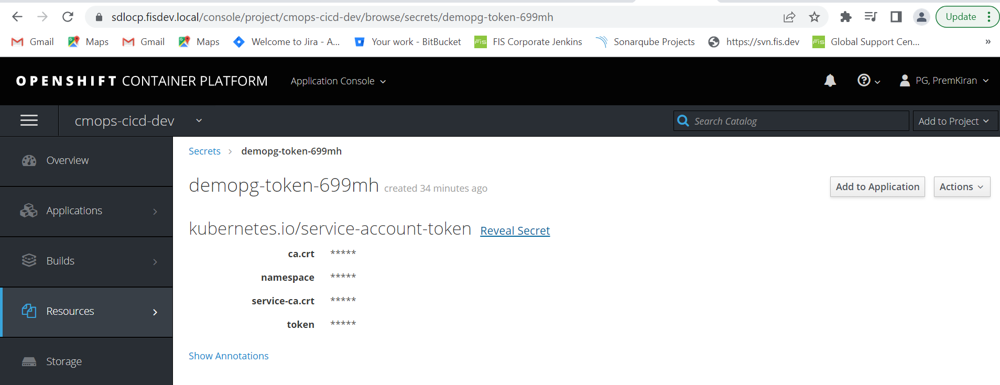 sdlocp.fisdev.local/console/project/cmops-cicd-dev/browse/secrets/demopg-token-699mh
Update
Gmail Maps Gmail Maps Welcome to Jira - A... Your work - BitBucket FIS FIS Corporate Jenkins Sonarqube Projects https://svn.fis.dev FIS Global Support Cen... »
OPENSHIFT CONTAINER PLATFORM Application Console PG, PremKiran
cmops-cicd-dev Search Catalog Add to Project
Secrets > demopg-token-699mh
Overview
demopg-token-699mh created 34 minutes ago Add to Application Actions
Applications
kubernetes.io/service-account-token Reveal Secret
ca.crt *****
Builds
namespace *****
service-ca.crt *****
Resources
token *****
Show Annotations
Storage